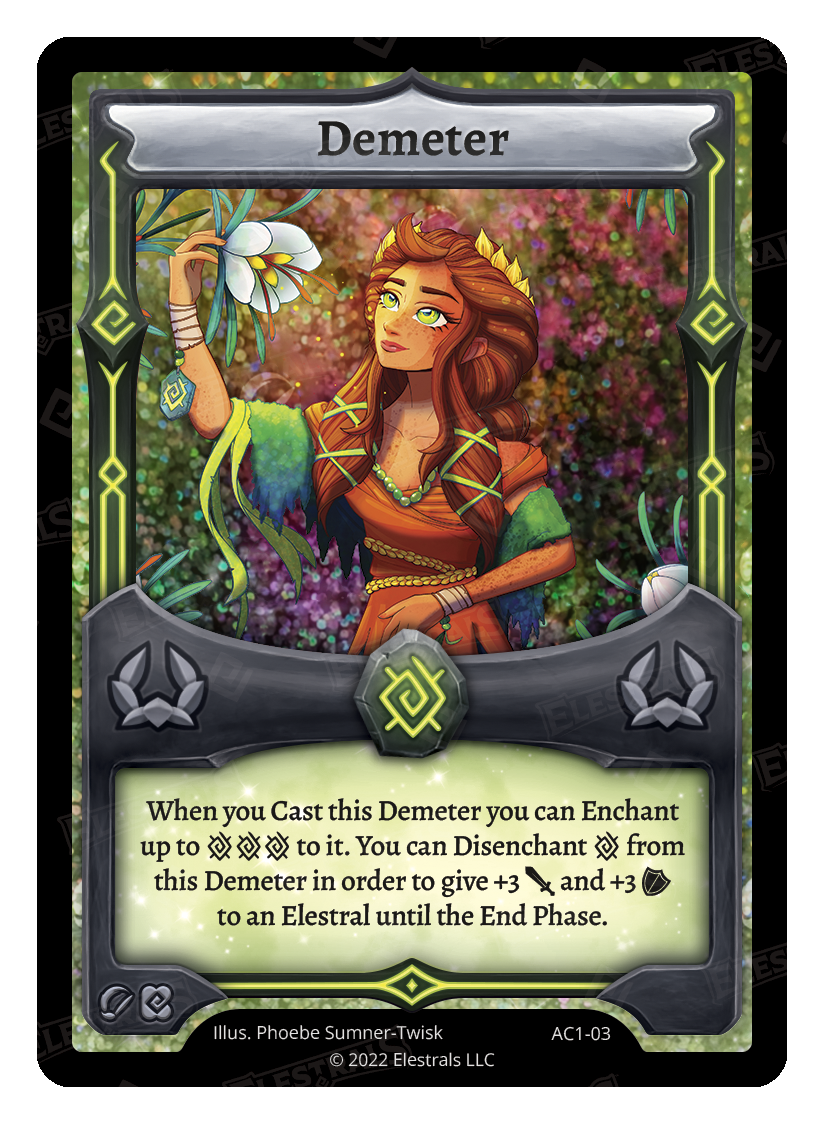 Demeter
When you Cast this Demeter you can Enchant
up to to it. You can Disenchant from
this Demeter in order to give +3 and +3
to an Elestral until the End Phase.
Illus. Phoebe Sumner-Twisk AC1-03
© 2022 Elestrals LLC